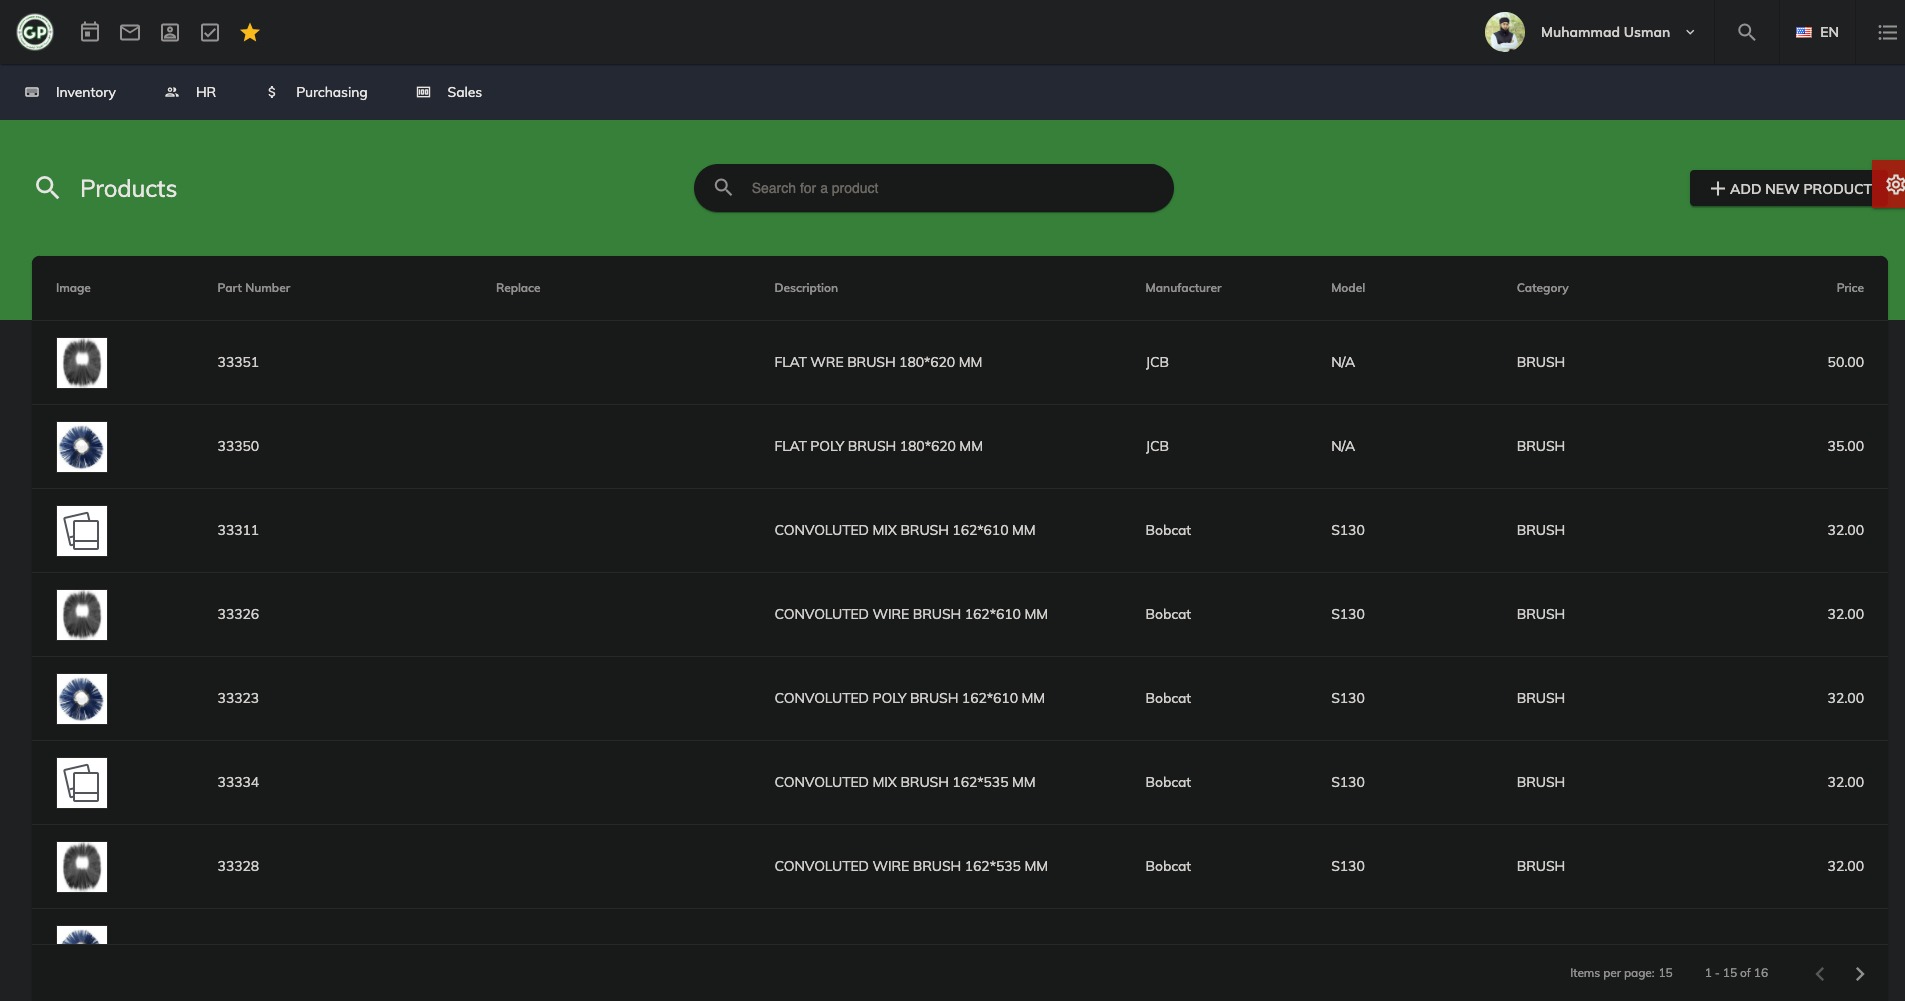 GP
Muhammad Usman
EN
Inventory
HR
Purchasing
Sales
Products
Search for a product
ADD NEW PRODUCT
Image Part Number Replace Description Manufacturer Model Category Price
33351 FLAT WRE BRUSH 180*620 MM JCB N/A BRUSH 50.00
33350 FLAT POLY BRUSH 180*620 MM JCB N/A BRUSH 35.00
33311 CONVOLUTED MIX BRUSH 162*610 MM Bobcat S130 BRUSH 32.00
33326 CONVOLUTED WIRE BRUSH 162*610 MM Bobcat S130 BRUSH 32.00
33323 CONVOLUTED POLY BRUSH 162*610 MM Bobcat S130 BRUSH 32.00
33334 CONVOLUTED MIX BRUSH 162*535 MM Bobcat S130 BRUSH 32.00
33328 CONVOLUTED WIRE BRUSH 162*535 MM Bobcat S130 BRUSH 32.00
Items per page: 15 1 - 15 of 16